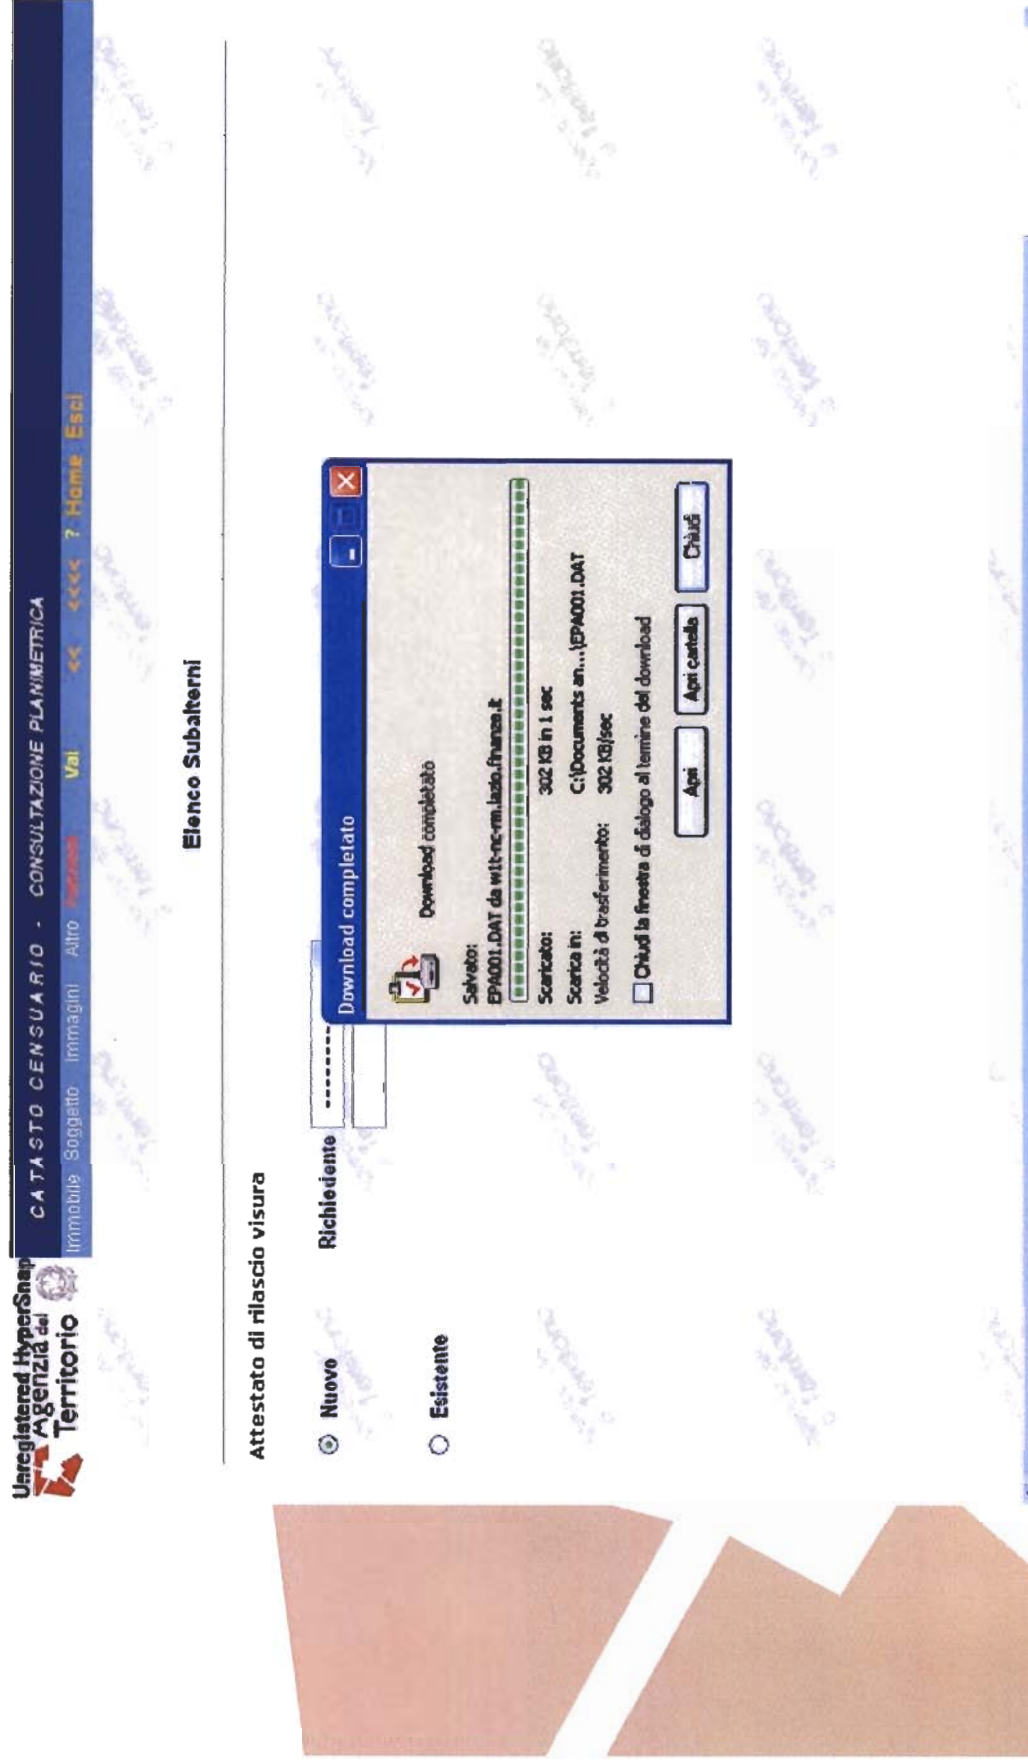 Unregistered HyperSnap
Agenzia del
Territorio
CATASTO CENSUARIO - CONSULTAZIONE PLANIMETRICA
Immobile Soggetto Immagini Altro Vai << <<<< ? Home Esci
Elenco Subalterni
Attestato di rilascio visura
Nuovo
Richiedente
--------
Esistente
Download completato
Download completato
Salvato:
EPA001.DAT da w1t-nc-rm.lazio.finanze.it
Scaricato: 302 KB in 1 sec
Scarica in: C:\Documents an...\EPA001.DAT
Velocità di trasferimento: 302 KB/sec
Chiudi la finestra di dialogo al termine del download
Apri Apri cartella Chiudi